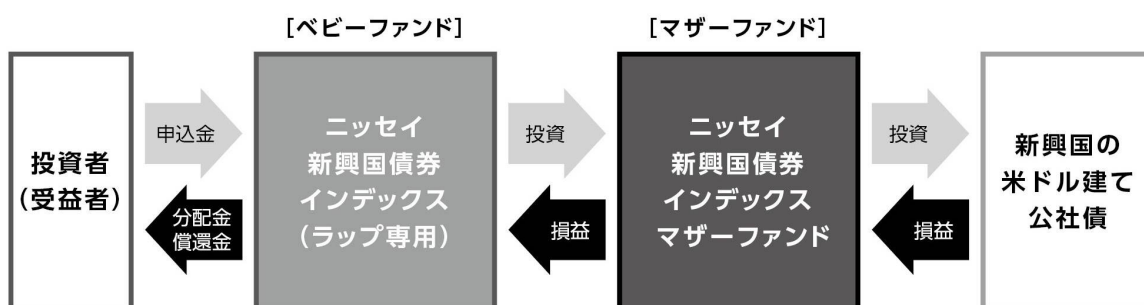 [ベビーファンド]
[マザーファンド]
投資者
(受益者)
申込金
分配金
償還金
ニッセイ
新興国債券
インデックス
(ラップ専用)
投資
損益
ニッセイ
新興国債券
インデックス
マザーファンド
投資
損益
新興国の
米ドル建て
公社債